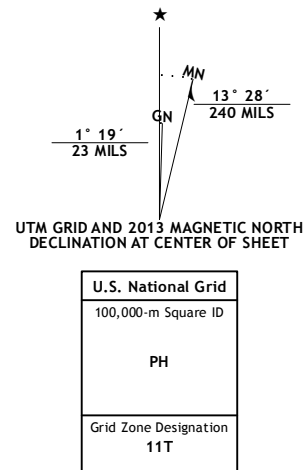 MN
GN
13° 28´
240 MILS
1° 19´
23 MILS
UTM GRID AND 2013 MAGNETIC NORTH
DECLINATION AT CENTER OF SHEET
U.S. National Grid
100,000-m Square ID
PH
Grid Zone Designation
11T